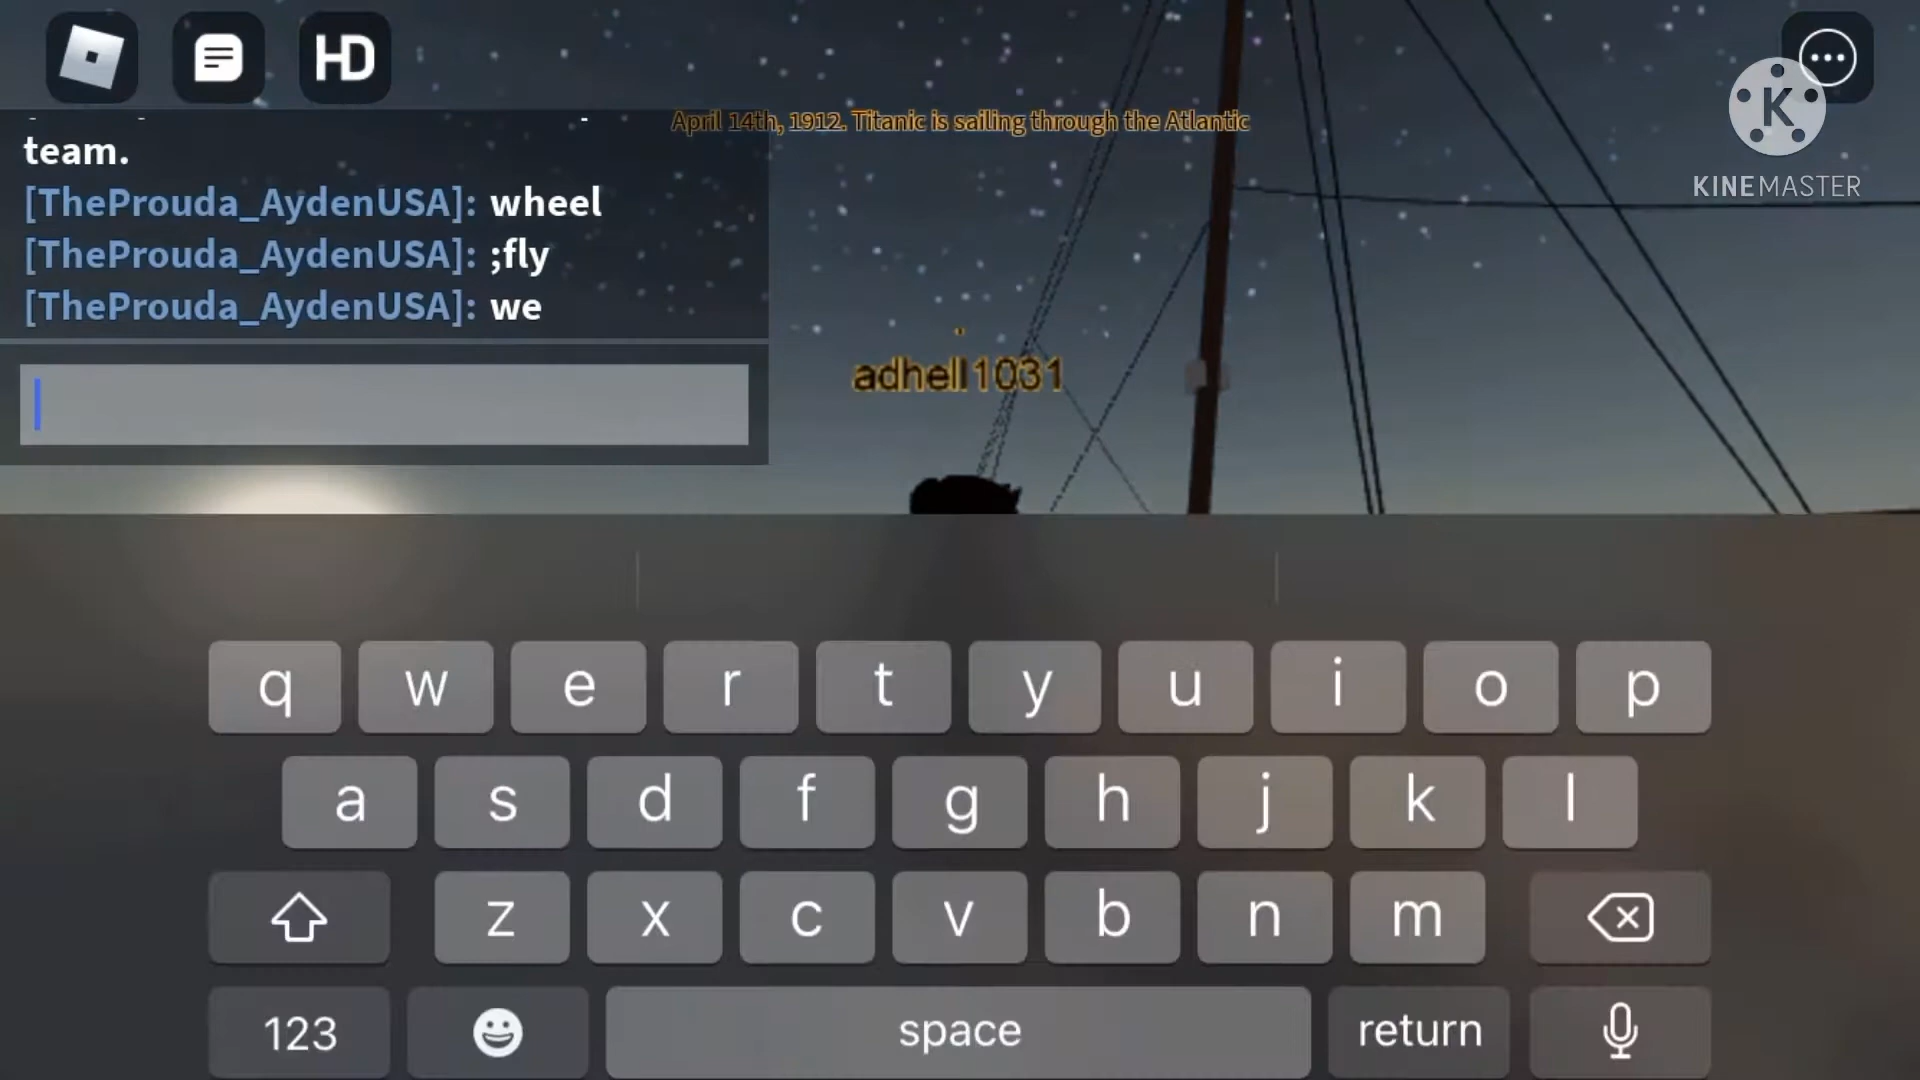 HD
April 14th, 1912. Titanic is sailing through the Atlantic
K
KINEMASTER
team.
[TheProuda_AydenUSA]: wheel
[TheProuda_AydenUSA]: ;fly
[TheProuda_AydenUSA]: we
adhell1031
q w e r t y u i o p
a s d f g h j k l
z x c v b n m
123 space return